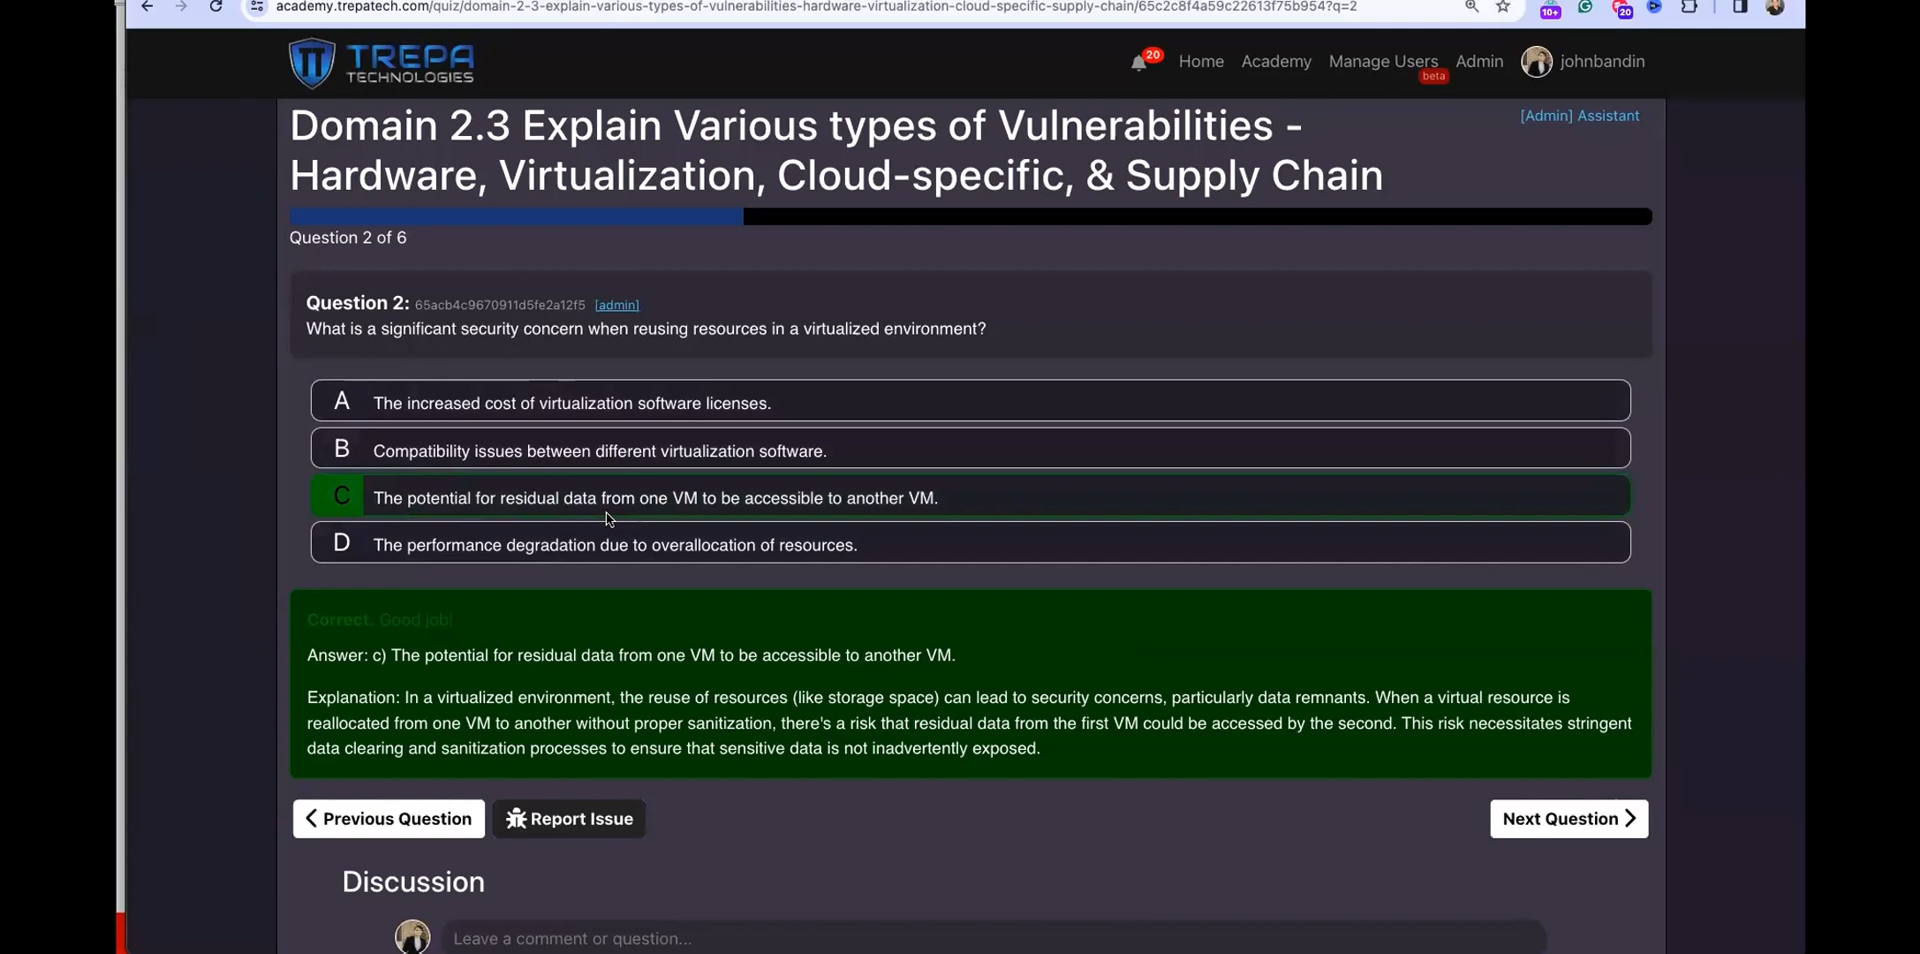 academy.trepatech.com/quiz/domain-2-3-explain-various-types-of-vulnerabilities-hardware-virtualization-cloud-specific-supply-chain/65c2c8f4a59c22613f75b954?q=2
10+
20
TREPA
TECHNOLOGIES
20
Home
Academy
Manage Users
beta
Admin
johnbandin
Domain 2.3 Explain Various types of Vulnerabilities -
Hardware, Virtualization, Cloud-specific, & Supply Chain
[Admin] Assistant
Question 2 of 6
Question 2: 65acb4c9670911d5fe2a12f5 [admin]
What is a significant security concern when reusing resources in a virtualized environment?
A The increased cost of virtualization software licenses.
B Compatibility issues between different virtualization software.
C The potential for residual data from one VM to be accessible to another VM.
D The performance degradation due to overallocation of resources.
Correct. Good job!
Answer: c) The potential for residual data from one VM to be accessible to another VM.
Explanation: In a virtualized environment, the reuse of resources (like storage space) can lead to security concerns, particularly data remnants. When a virtual resource is
reallocated from one VM to another without proper sanitization, there's a risk that residual data from the first VM could be accessed by the second. This risk necessitates stringent
data clearing and sanitization processes to ensure that sensitive data is not inadvertently exposed.
Previous Question
Report Issue
Next Question
Discussion
Leave a comment or question...